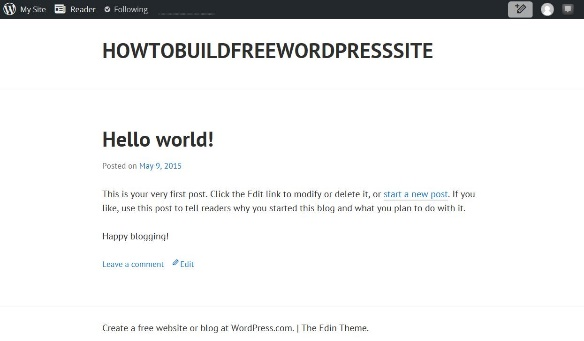 My Site Reader Following
HOWTOBUILDFREEWORDPRESSSITE
Hello world!
Posted on May 9, 2015
This is your very first post. Click the Edit link to modify or delete it, or start a new post. If you
like, use this post to tell readers why you started this blog and what you plan to do with it.
Happy blogging!
Leave a comment Edit
Create a free website or blog at WordPress.com. | The Edin Theme.